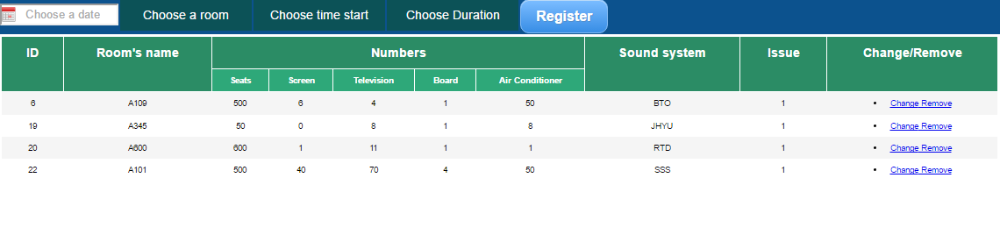 Choose a date Choose a room Choose time start Choose Duration Register
ID Room's name Numbers Sound system Issue Change/Remove
Seats Screen Television Board Air Conditioner
6 A109 500 6 4 1 50 BTO 1 • Change Remove
19 A345 50 0 8 1 8 JHYU 1 • Change Remove
20 A600 600 1 11 1 1 RTD 1 • Change Remove
22 A101 500 40 70 4 50 SSS 1 • Change Remove